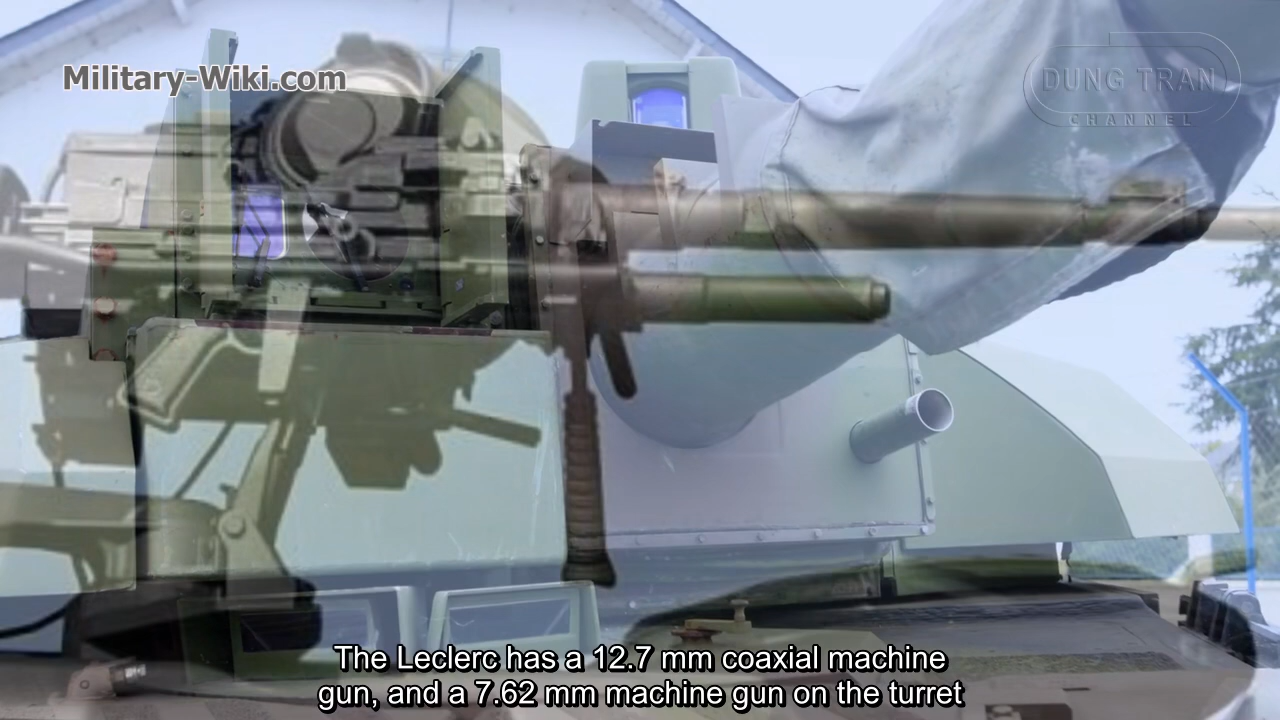 Military-Wiki.com
DUNG TRAN
CHANNEL
The Leclerc has a 12.7 mm coaxial machine
gun, and a 7.62 mm machine gun on the turret